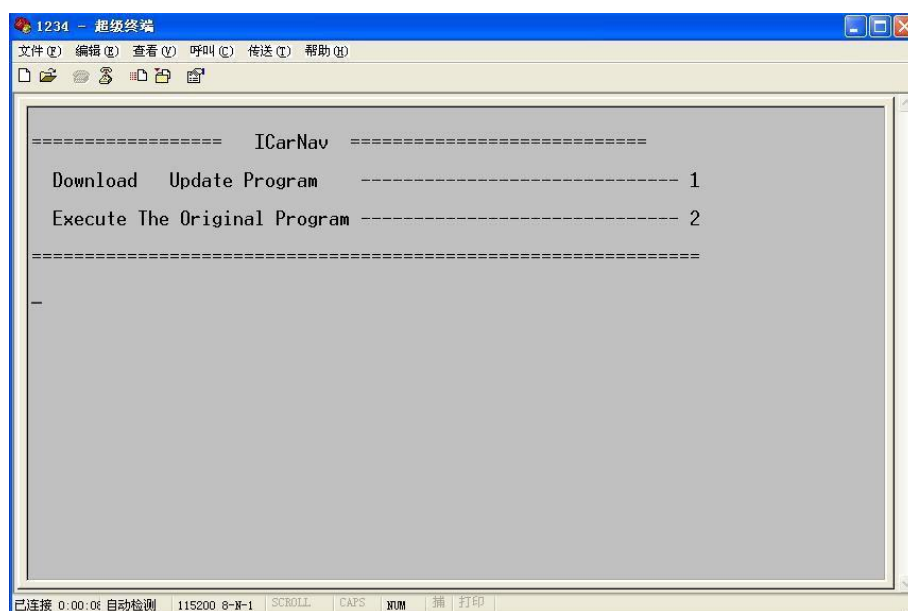 1234 - 超级终端
文件(F) 编辑(E) 查看(V) 呼叫(C) 传送(T) 帮助(H)
================== ICarNav ============================
Download Update Program ------------------------------ 1
Execute The Original Program ------------------------------ 2
===============================================================
_
已连接 0:00:0 自动检测 115200 8-N-1 SCROLL CAPS NUM 捕 打印